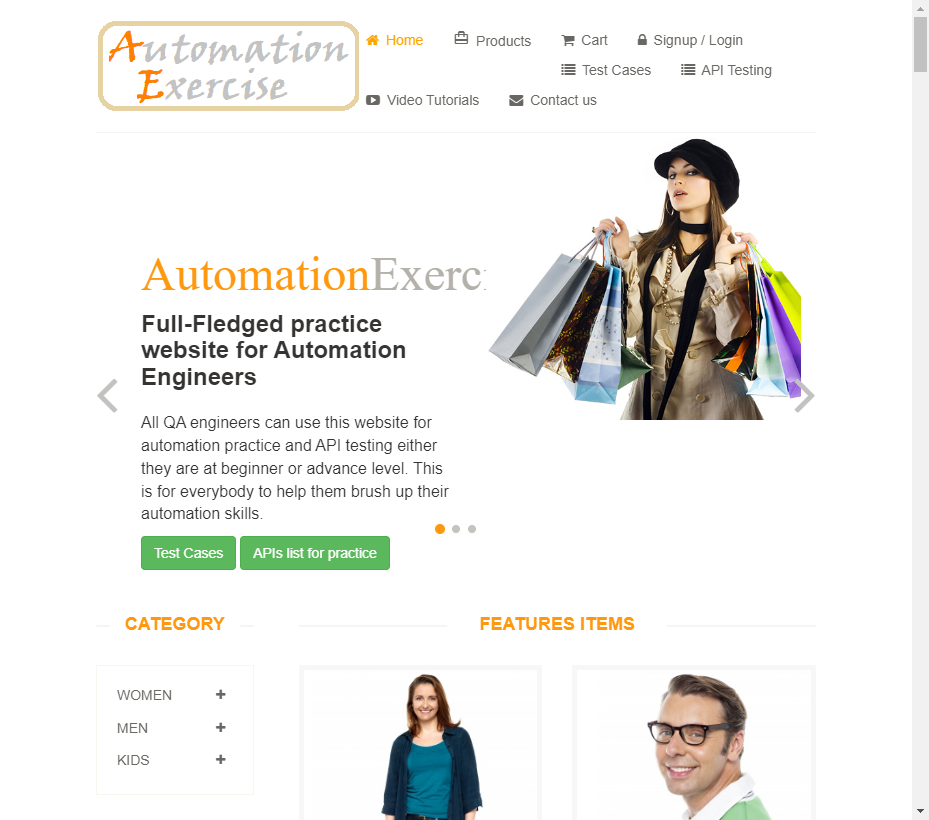 Automation
Exercise
Home
Products
Cart
Signup / Login
Test Cases
API Testing
Video Tutorials
Contact us
AutomationExerci
Full-Fledged practice
website for Automation
Engineers
All QA engineers can use this website for
automation practice and API testing either
they are at beginner or advance level. This
is for everybody to help them brush up their
automation skills.
Test Cases
APIs list for practice
CATEGORY
FEATURES ITEMS
WOMEN
MEN
KIDS